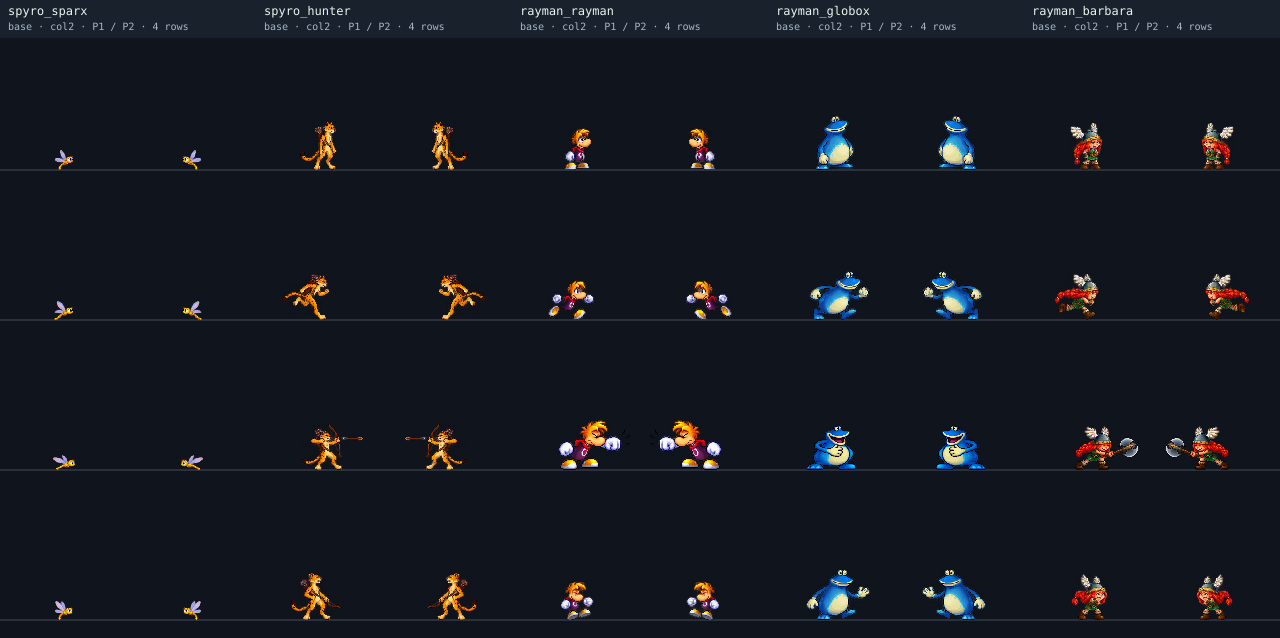 spyro_sparx
base · col2 · P1 / P2 · 4 rows
spyro_hunter
base · col2 · P1 / P2 · 4 rows
rayman_rayman
base · col2 · P1 / P2 · 4 rows
rayman_globox
base · col2 · P1 / P2 · 4 rows
rayman_barbara
base · col2 · P1 / P2 · 4 rows